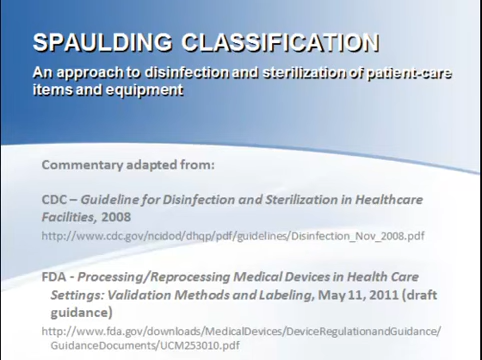 SPAULDING CLASSIFICATION
An approach to disinfection and sterilization of patient-care
items and equipment
Commentary adapted from:
CDC – Guideline for Disinfection and Sterilization in Healthcare
Facilities, 2008
http://www.cdc.gov/ncidod/dhqp/pdf/guidelines/Disinfection_Nov_2008.pdf
FDA - Processing/Reprocessing Medical Devices in Health Care
Settings: Validation Methods and Labeling, May 11, 2011 (draft
guidance)
http://www.fda.gov/downloads/MedicalDevices/DeviceRegulationandGuidance/
GuidanceDocuments/UCM253010.pdf